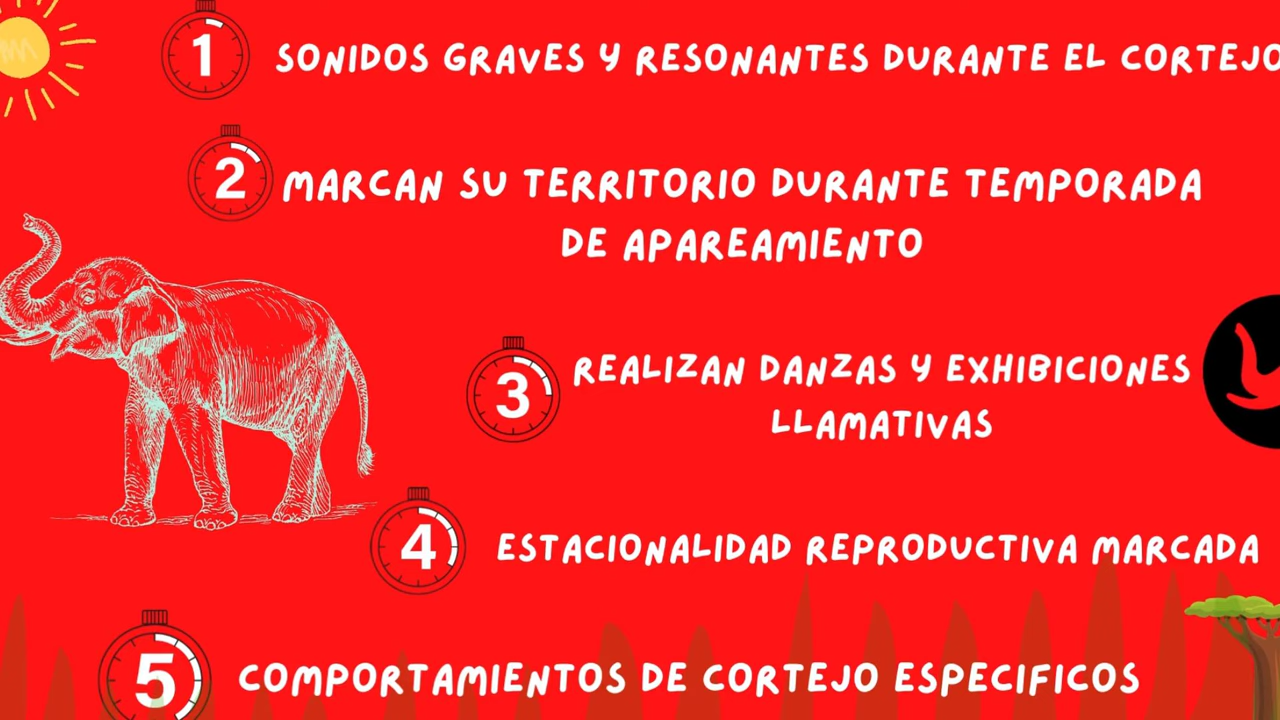 1 SONIDOS GRAVES Y RESONANTES DURANTE EL CORTEJO
2 MARCAN SU TERRITORIO DURANTE TEMPORADA
DE APAREAMIENTO
3 REALIZAN DANZAS Y EXHIBICIONES
LLAMATIVAS
4 ESTACIONALIDAD REPRODUCTIVA MARCADA
5 COMPORTAMIENTOS DE CORTEJO ESPECIFICOS